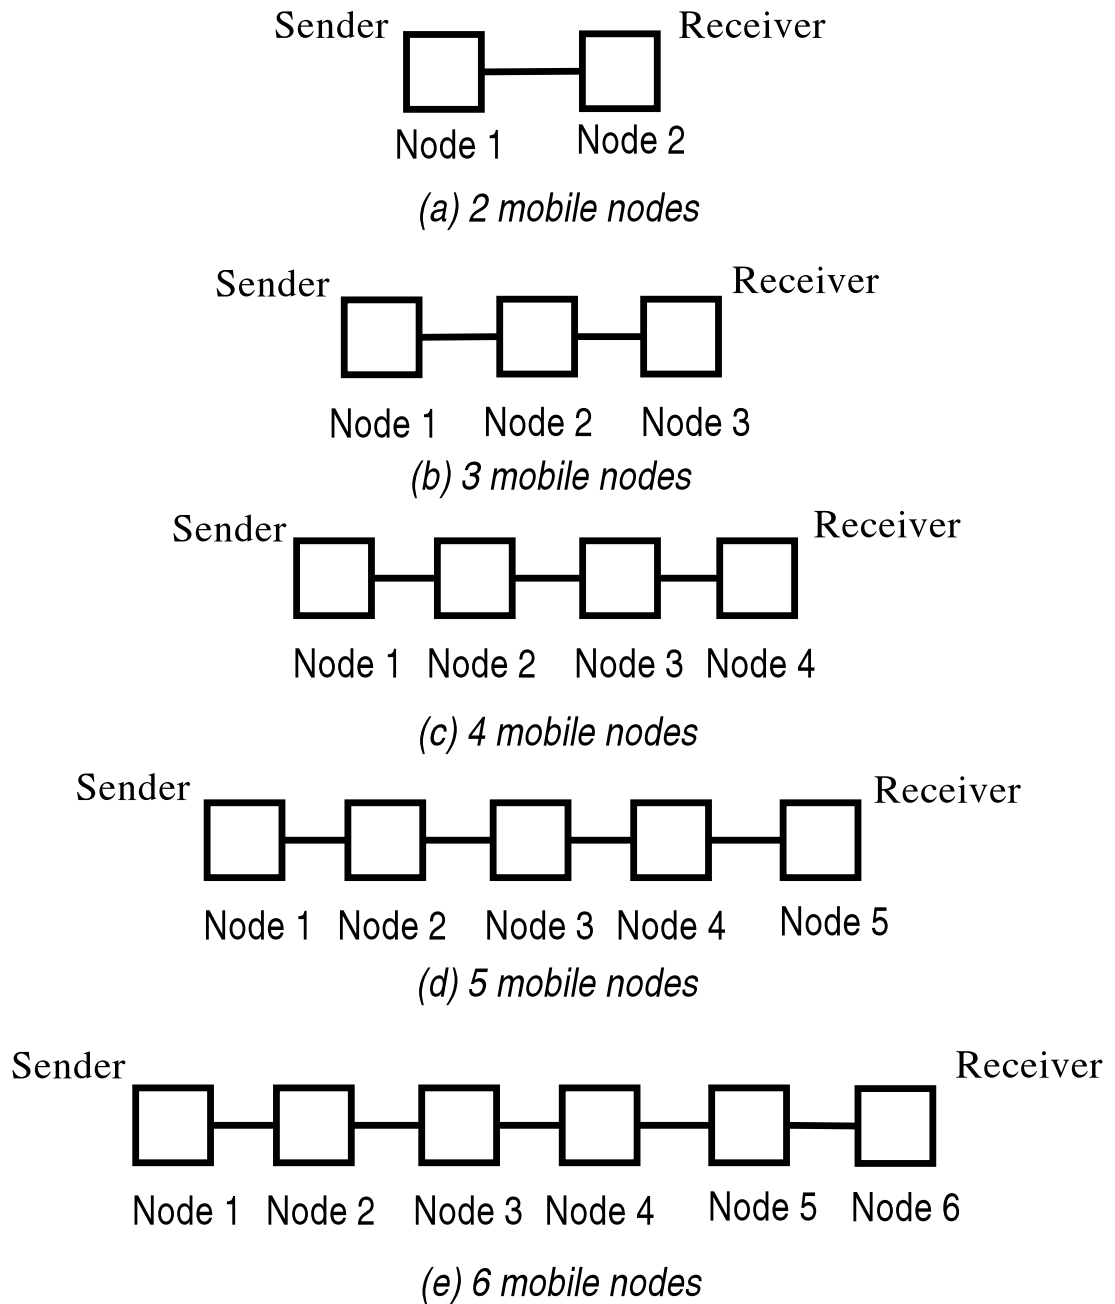 Sender Receiver
Node 1 Node 2
(a) 2 mobile nodes
Sender Receiver
Node 1 Node 2 Node 3
(b) 3 mobile nodes
Sender Receiver
Node 1 Node 2 Node 3 Node 4
(c) 4 mobile nodes
Sender Receiver
Node 1 Node 2 Node 3 Node 4 Node 5
(d) 5 mobile nodes
Sender Receiver
Node 1 Node 2 Node 3 Node 4 Node 5 Node 6
(e) 6 mobile nodes